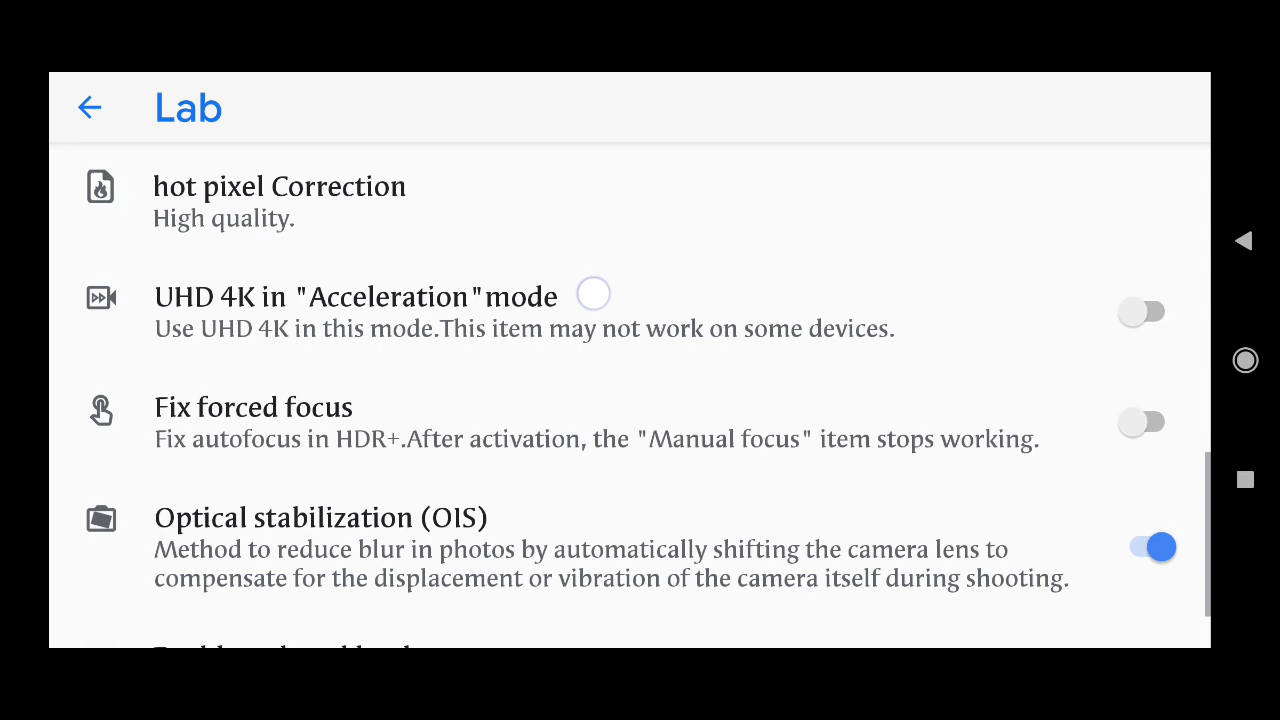 Lab
hot pixel Correction
High quality.
UHD 4K in "Acceleration"mode
Use UHD 4K in this mode.This item may not work on some devices.
Fix forced focus
Fix autofocus in HDR+.After activation, the "Manual focus" item stops working.
Optical stabilization (OIS)
Method to reduce blur in photos by automatically shifting the camera lens to
compensate for the displacement or vibration of the camera itself during shooting.